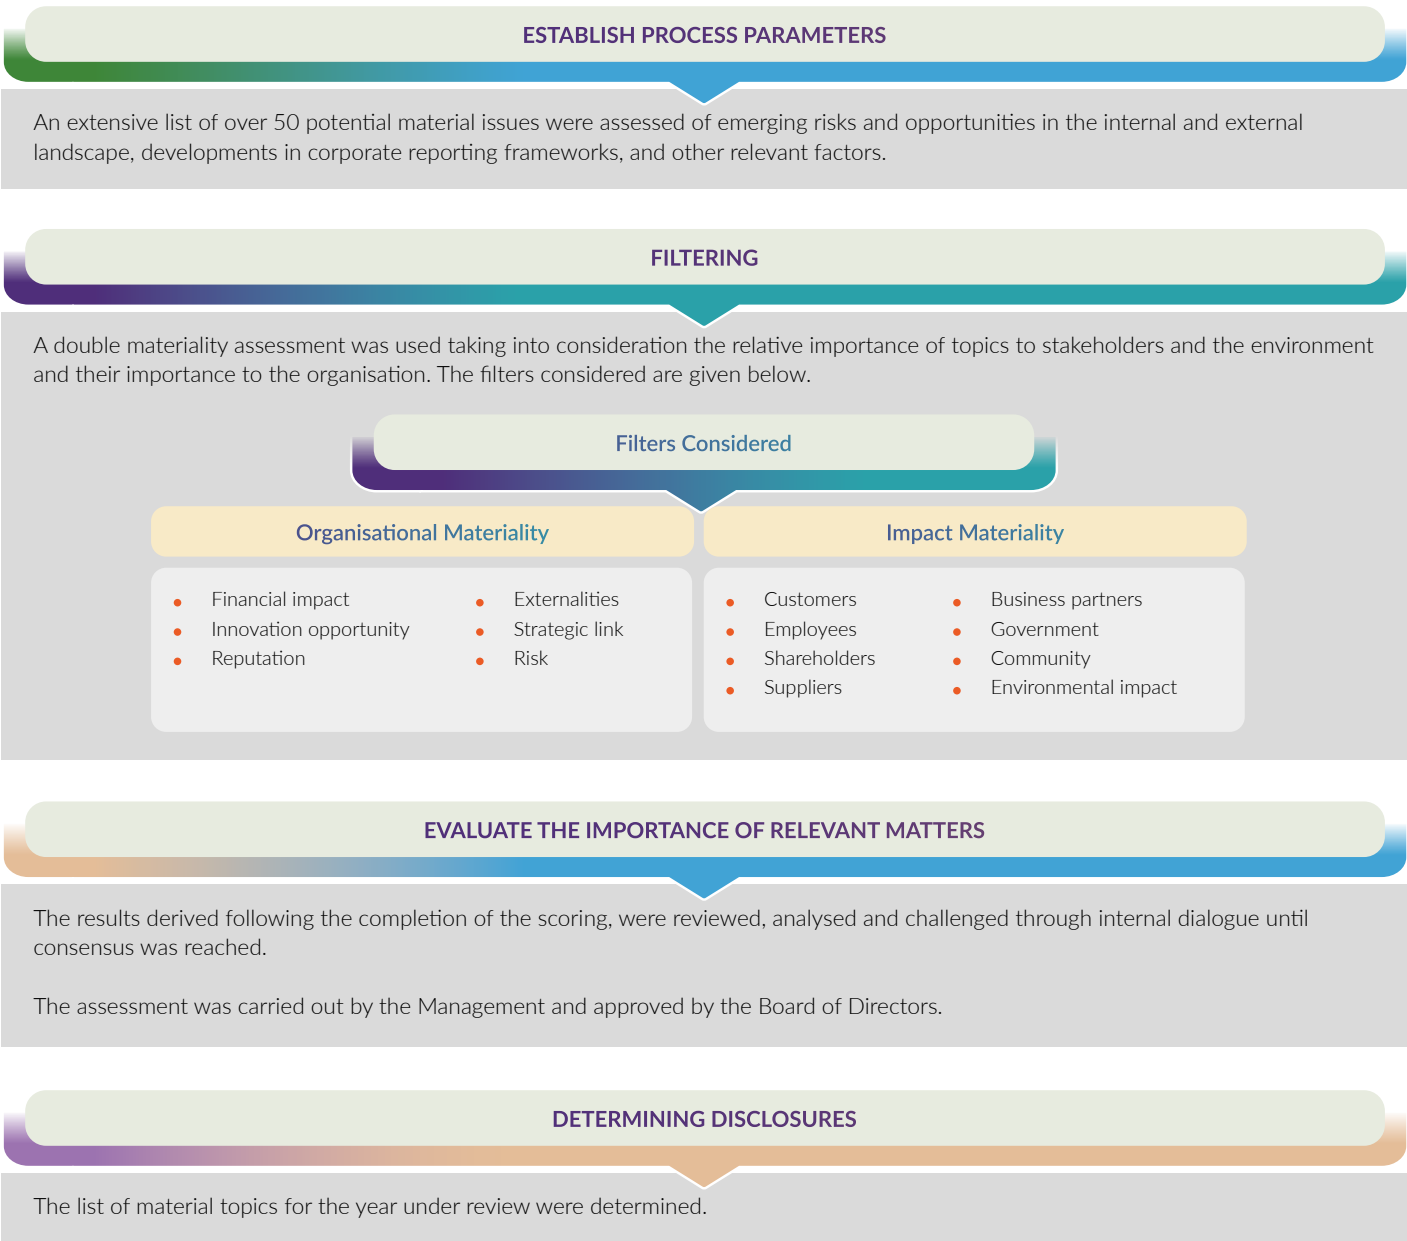 ESTABLISH PROCESS PARAMETERS
An extensive list of over 50 potential material issues were assessed of emerging risks and opportunities in the internal and external
landscape, developments in corporate reporting frameworks, and other relevant factors.
FILTERING
A double materiality assessment was used taking into consideration the relative importance of topics to stakeholders and the environment
and their importance to the organisation. The filters considered are given below.
Filters Considered
Organisational Materiality
• Financial impact
• Innovation opportunity
• Reputation
• Externalities
• Strategic link
• Risk
Impact Materiality
• Customers
• Employees
• Shareholders
• Suppliers
• Business partners
• Government
• Community
• Environmental impact
EVALUATE THE IMPORTANCE OF RELEVANT MATTERS
The results derived following the completion of the scoring, were reviewed, analysed and challenged through internal dialogue until
consensus was reached.
The assessment was carried out by the Management and approved by the Board of Directors.
DETERMINING DISCLOSURES
The list of material topics for the year under review were determined.